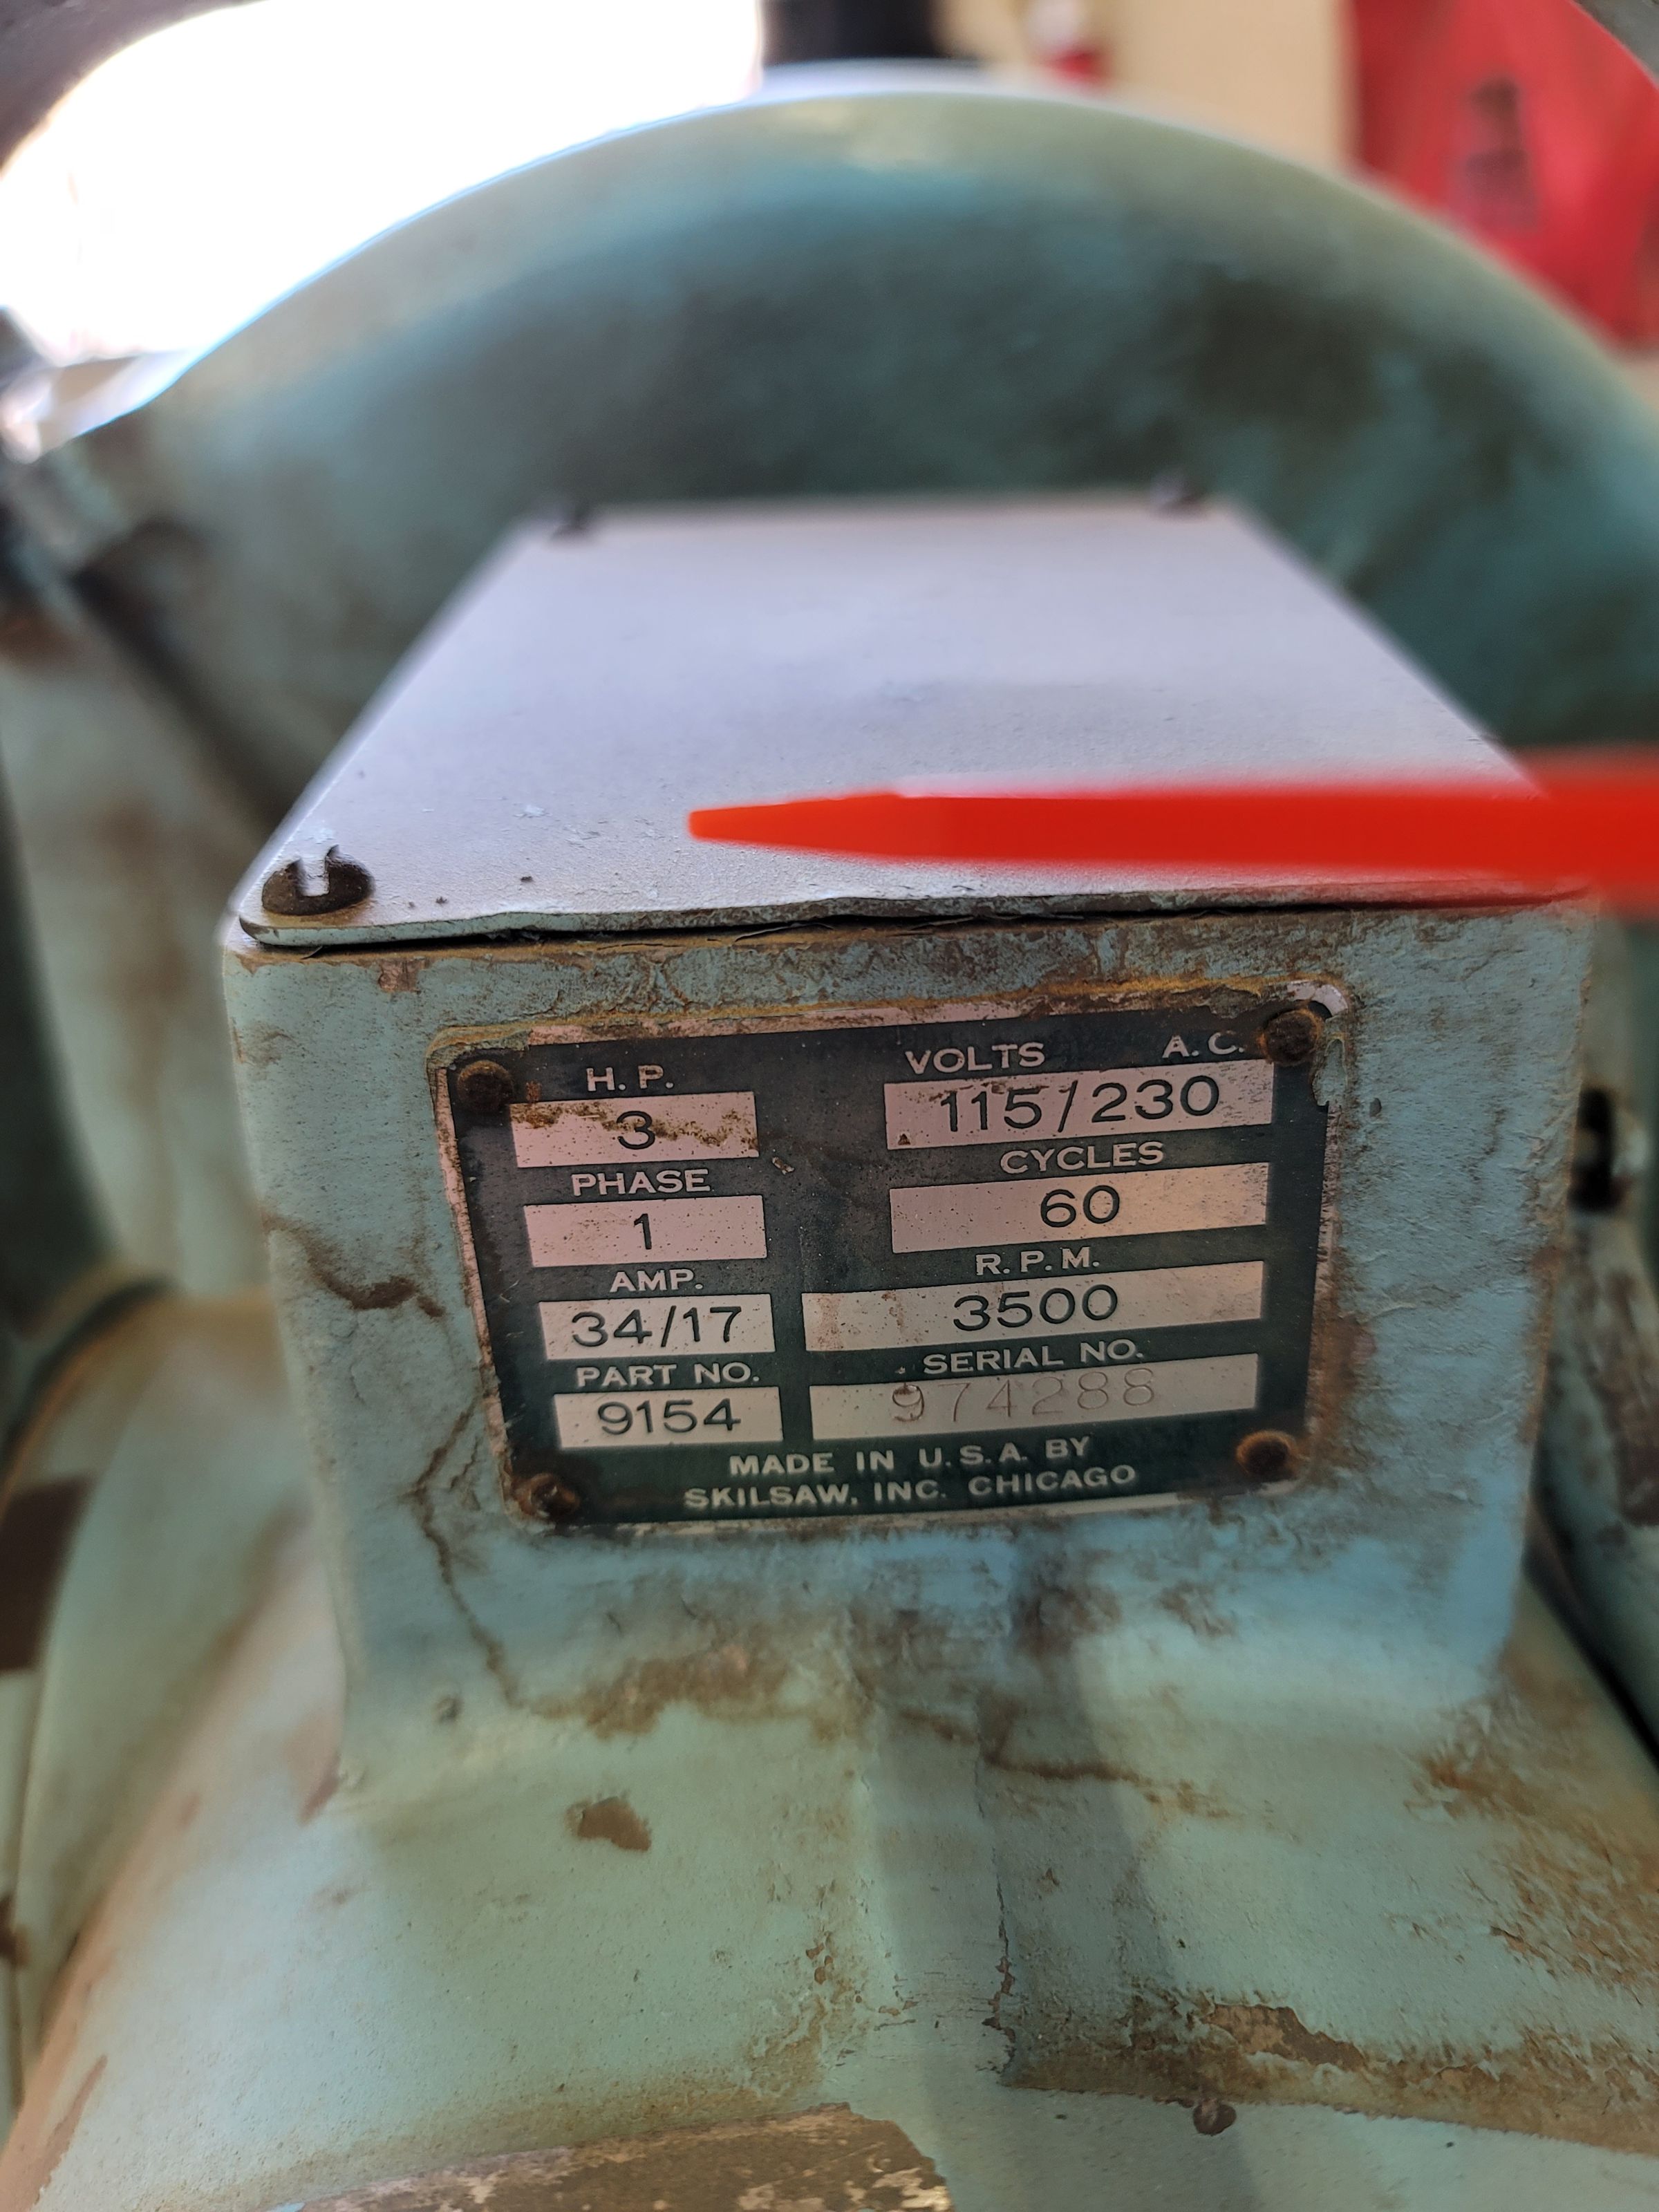 H. P.
3
VOLTS A. C.
115/230
PHASE
1
CYCLES
60
AMP.
34/17
R. P. M.
3500
PART NO.
9154
SERIAL NO.
974288
MADE IN U. S. A. BY
SKILSAW, INC. CHICAGO